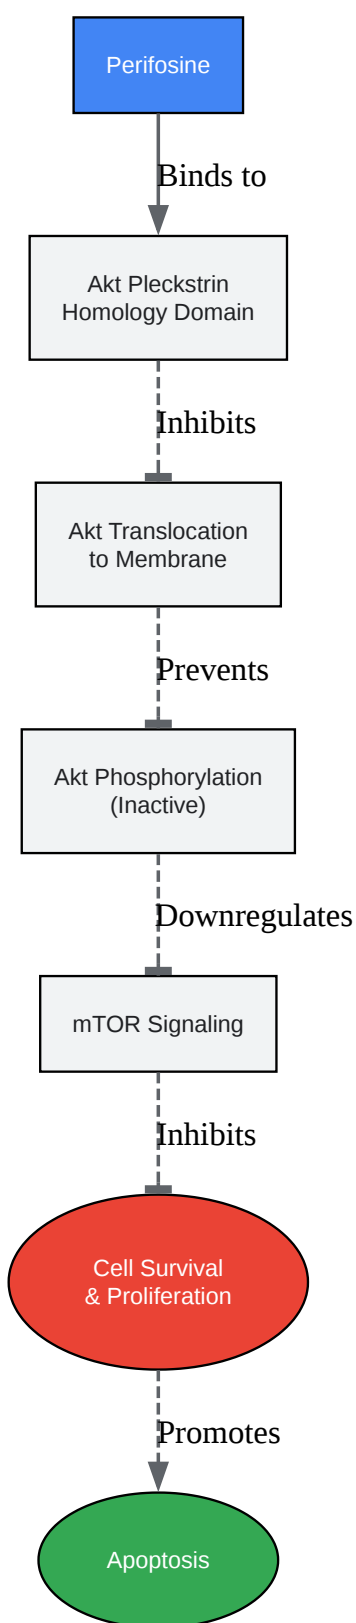 Perifosine
Binds to
Akt Pleckstrin
Homology Domain
Inhibits
Akt Translocation
to Membrane
Prevents
Akt Phosphorylation
(Inactive)
Downregulates
mTOR Signaling
Inhibits
Cell Survival
& Proliferation
Promotes
Apoptosis